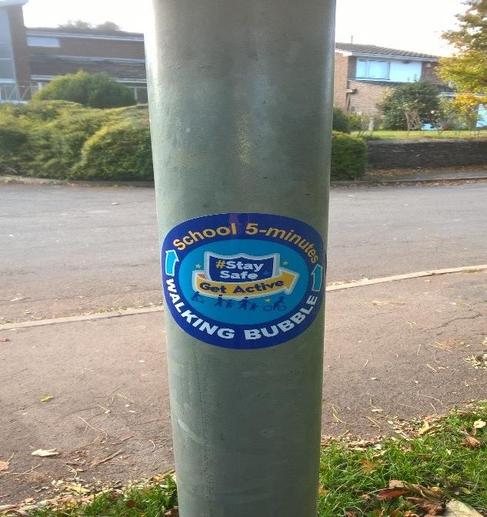 School 5-minutes
#Stay
Safe
Get Active
WALKING BUBBLE